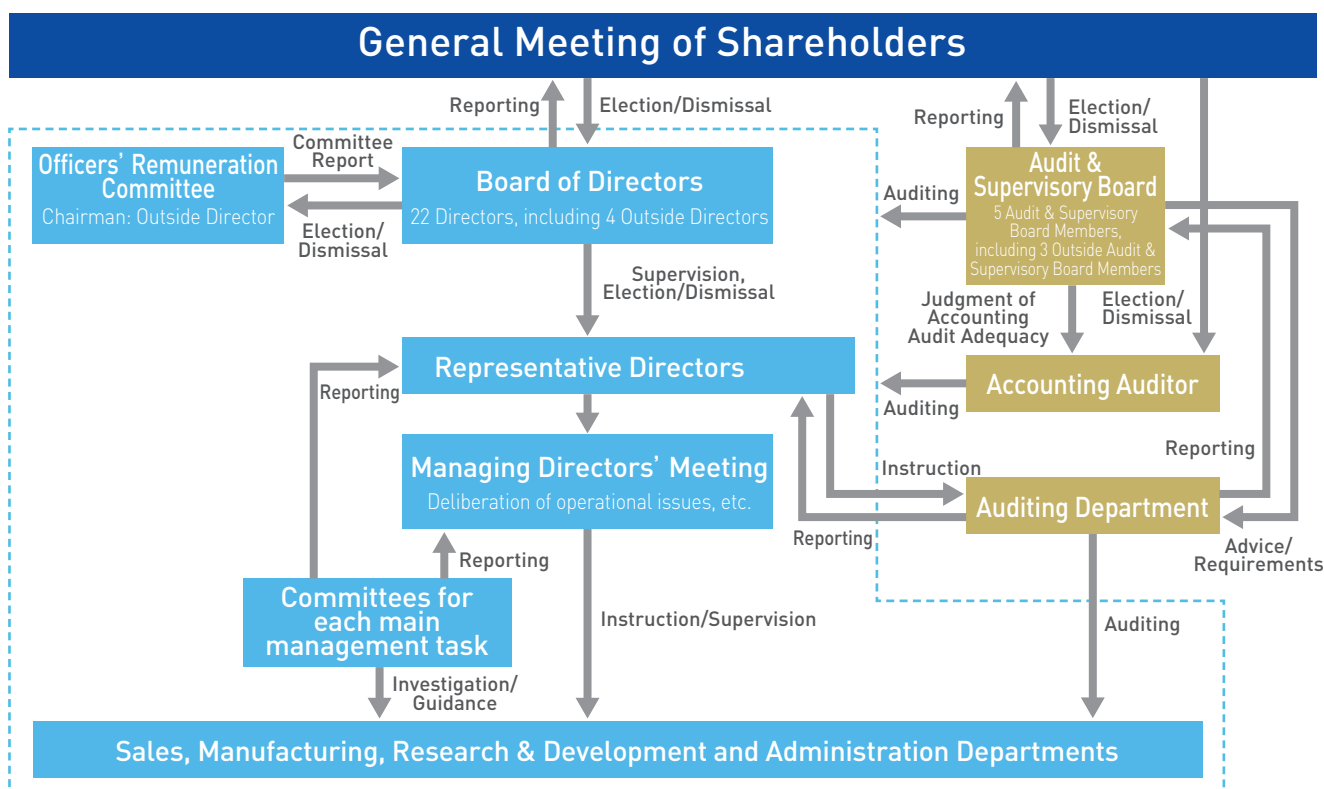 General Meeting of Shareholders
Reporting
Election/Dismissal
Reporting
Election/
Dismissal
Officers’ Remuneration
Committee
Chairman: Outside Director
Committee
Report
Election/
Dismissal
Board of Directors
22 Directors, including 4 Outside Directors
Auditing
Audit &
Supervisory Board
5 Audit & Supervisory
Board Members,
including 3 Outside Audit &
Supervisory Board Members
Supervision,
Election/Dismissal
Judgment of
Accounting
Audit Adequacy
Election/
Dismissal
Representative Directors
Reporting
Accounting Auditor
Auditing
Managing Directors’ Meeting
Deliberation of operational issues, etc.
Instruction
Reporting
Auditing Department
Reporting
Advice/
Requirements
Reporting
Committees for
each main
management task
Instruction/Supervision
Auditing
Investigation/
Guidance
Sales, Manufacturing, Research & Development and Administration Departments